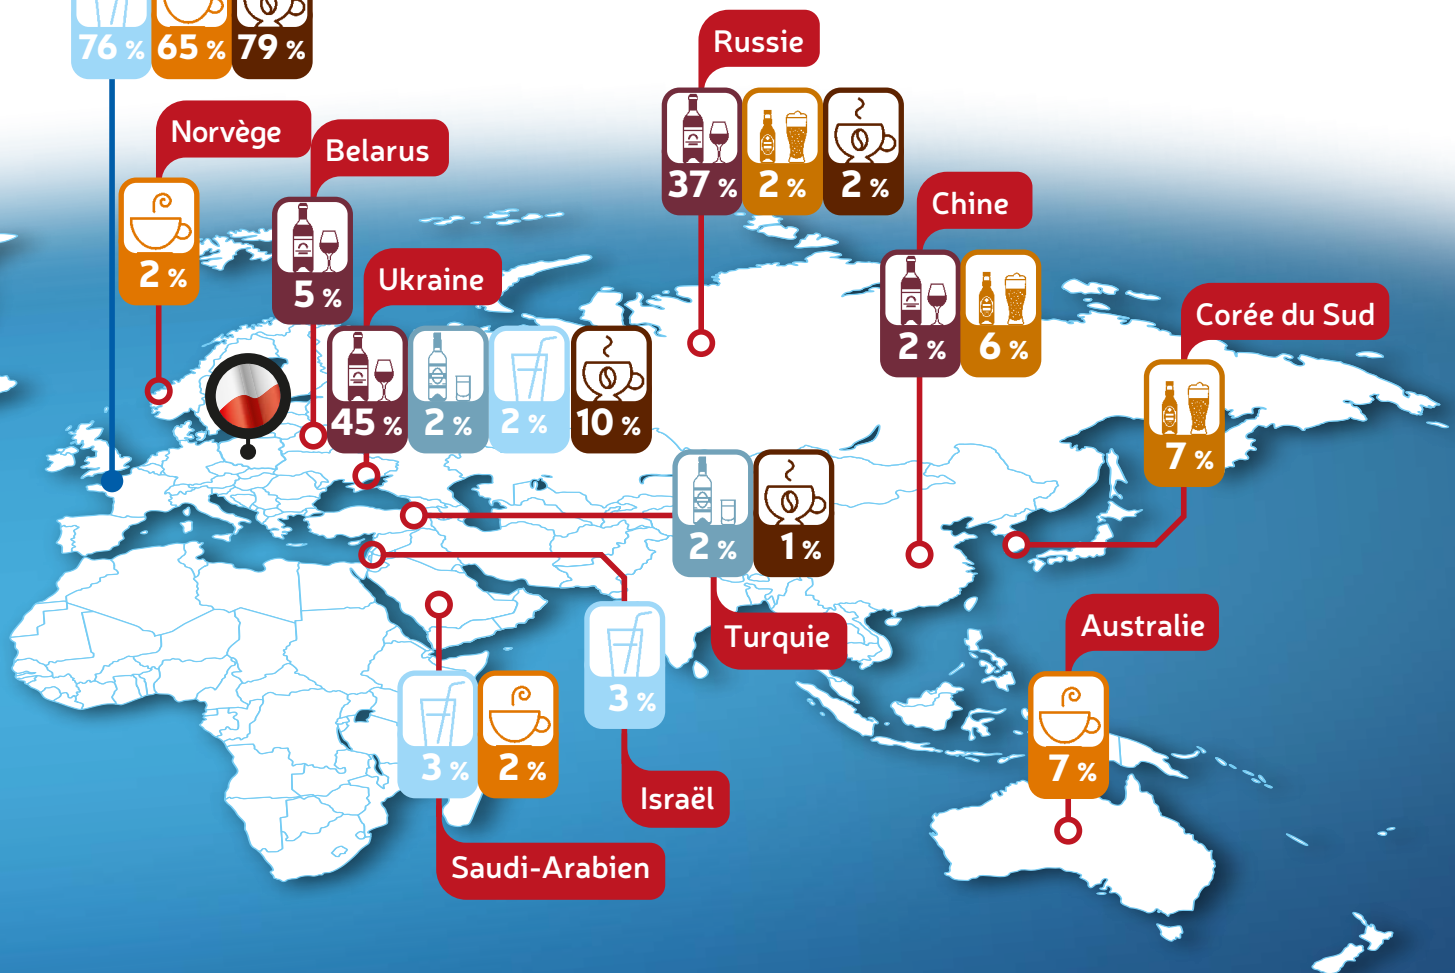 76 % 65 % 79 %
Russie
37 % 2 % 2 %
Norvège
2 %
Belarus
5 %
Chine
2 % 6 %
Ukraine
45 % 2 % 2 % 10 %
Corée du Sud
7 %
2 % 1 %
Turquie
3 %
Israël
Australie
7 %
3 % 2 %
Saudi-Arabien